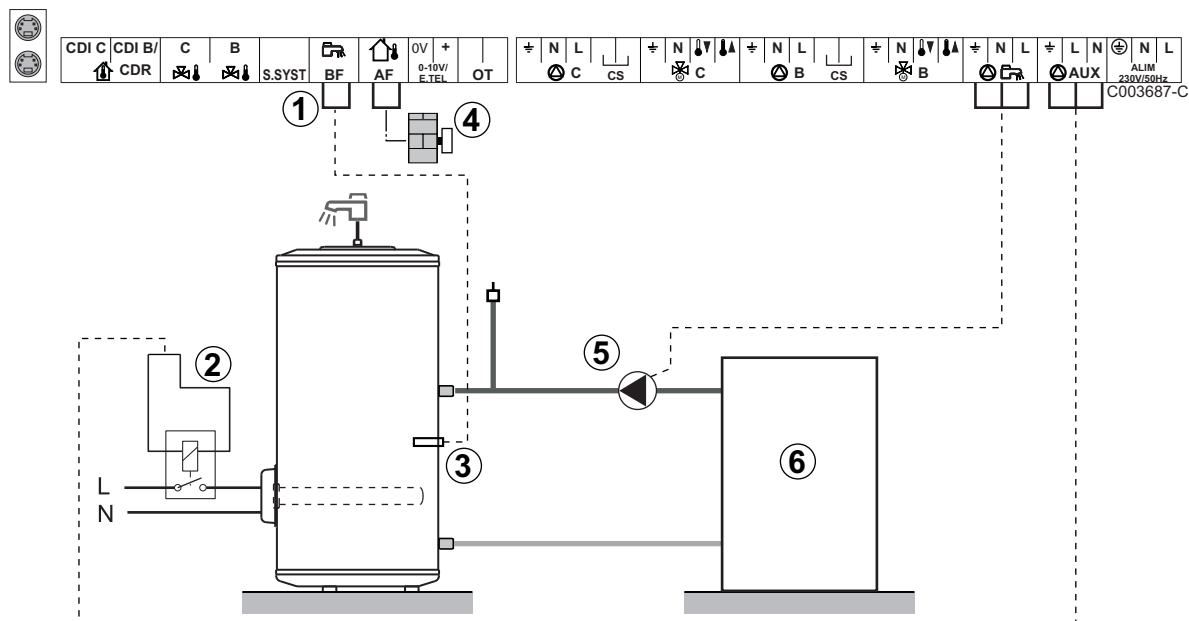 CDI C CDI B/ C B 0V + N L N N L N N L L N N L
CDR S.SYST BF AF 0-10V/ E.TEL OT C CS C B CS B AUX ALIM
230V/50Hz
C003687-C
1
4
2
5
3
6
L
N
M
M